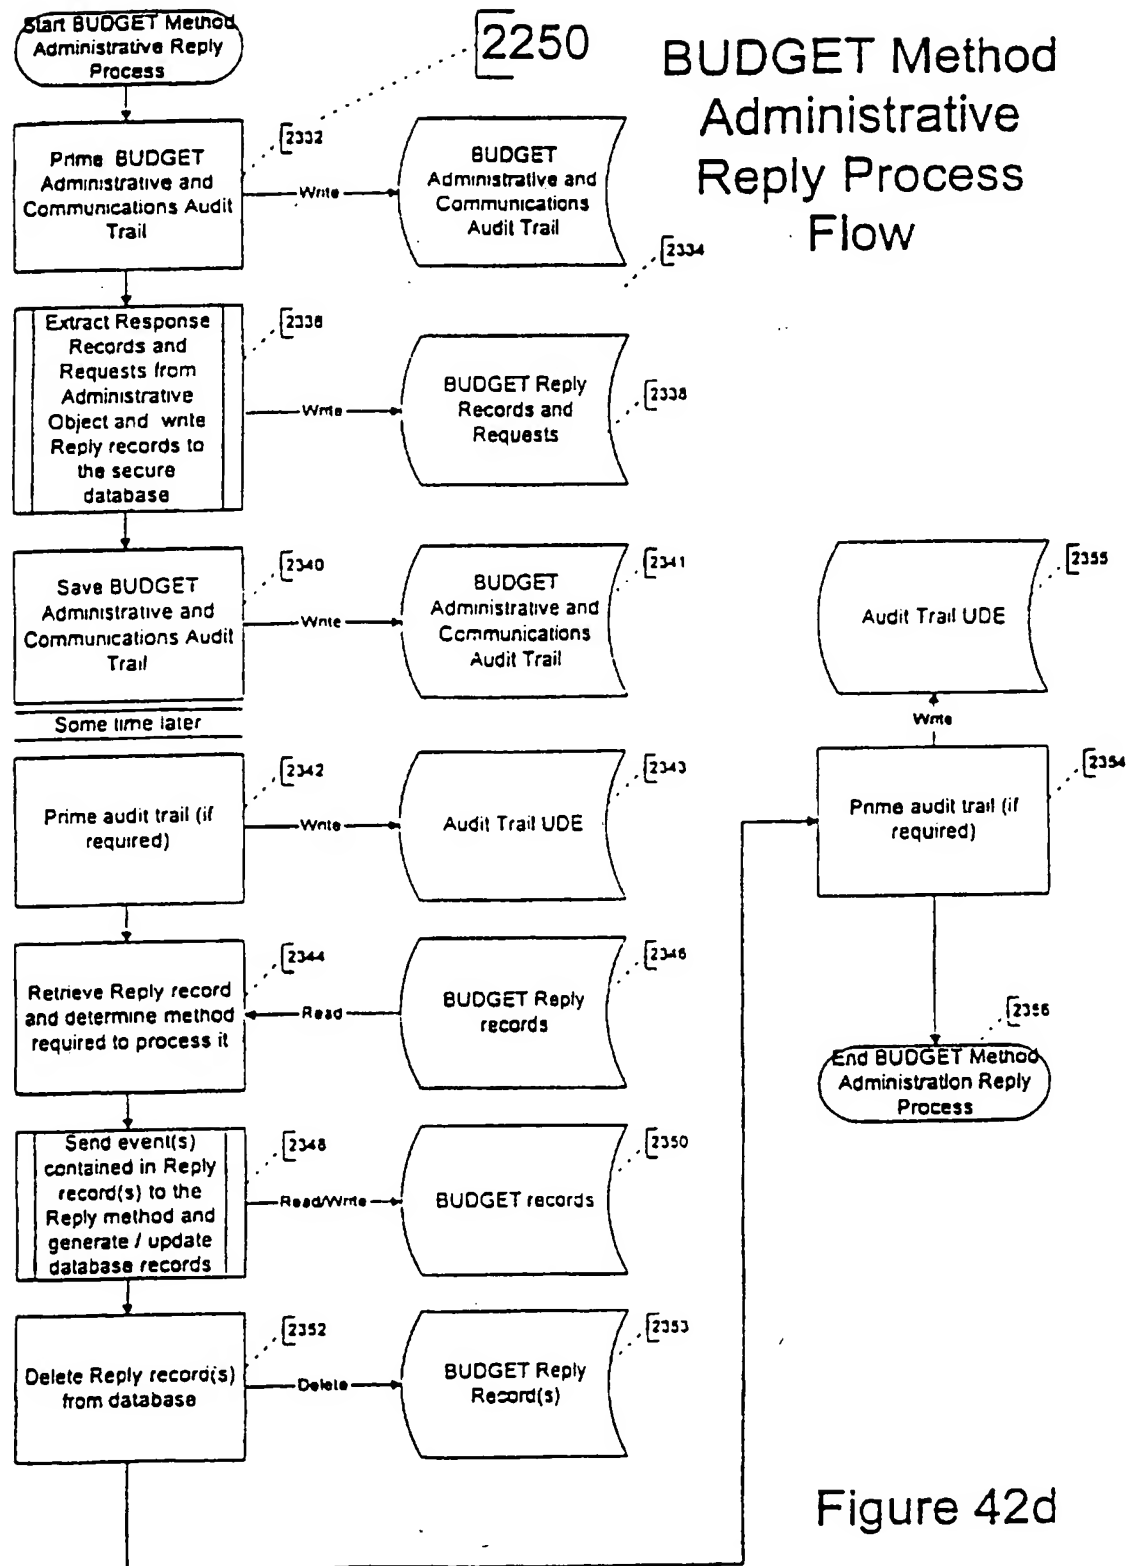 Start BUDGET Method
Administrative Reply
Process
2250
BUDGET Method
Administrative
Reply Process
Flow
Prime BUDGET
Administrative and
Communications Audit
Trail
2332
Write
BUDGET
Administrative and
Communications
Audit Trail
2334
Extract Response
Records and
Requests from
Administrative
Object and write
Reply records to
the secure
database
2336
Write
BUDGET Reply
Records and
Requests
2338
Save BUDGET
Administrative and
Communications Audit
Trail
2340
Write
BUDGET
Administrative and
Communications
Audit Trail
2341
Some time later
Prime audit trail (if
required)
2342
Write
Audit Trail UDE
2343
Retrieve Reply record
and determine method
required to process it
2344
Read
BUDGET Reply
records
2346
Send event(s)
contained in Reply
record(s) to the
Reply method and
generate / update
database records
2348
Read/Write
BUDGET records
2350
Delete Reply record(s)
from database
2352
Delete
BUDGET Reply
Record(s)
2353
Audit Trail UDE
2355
Write
Prime audit trail (if
required)
2354
2356
End BUDGET Method
Administration Reply
Process
Figure 42d